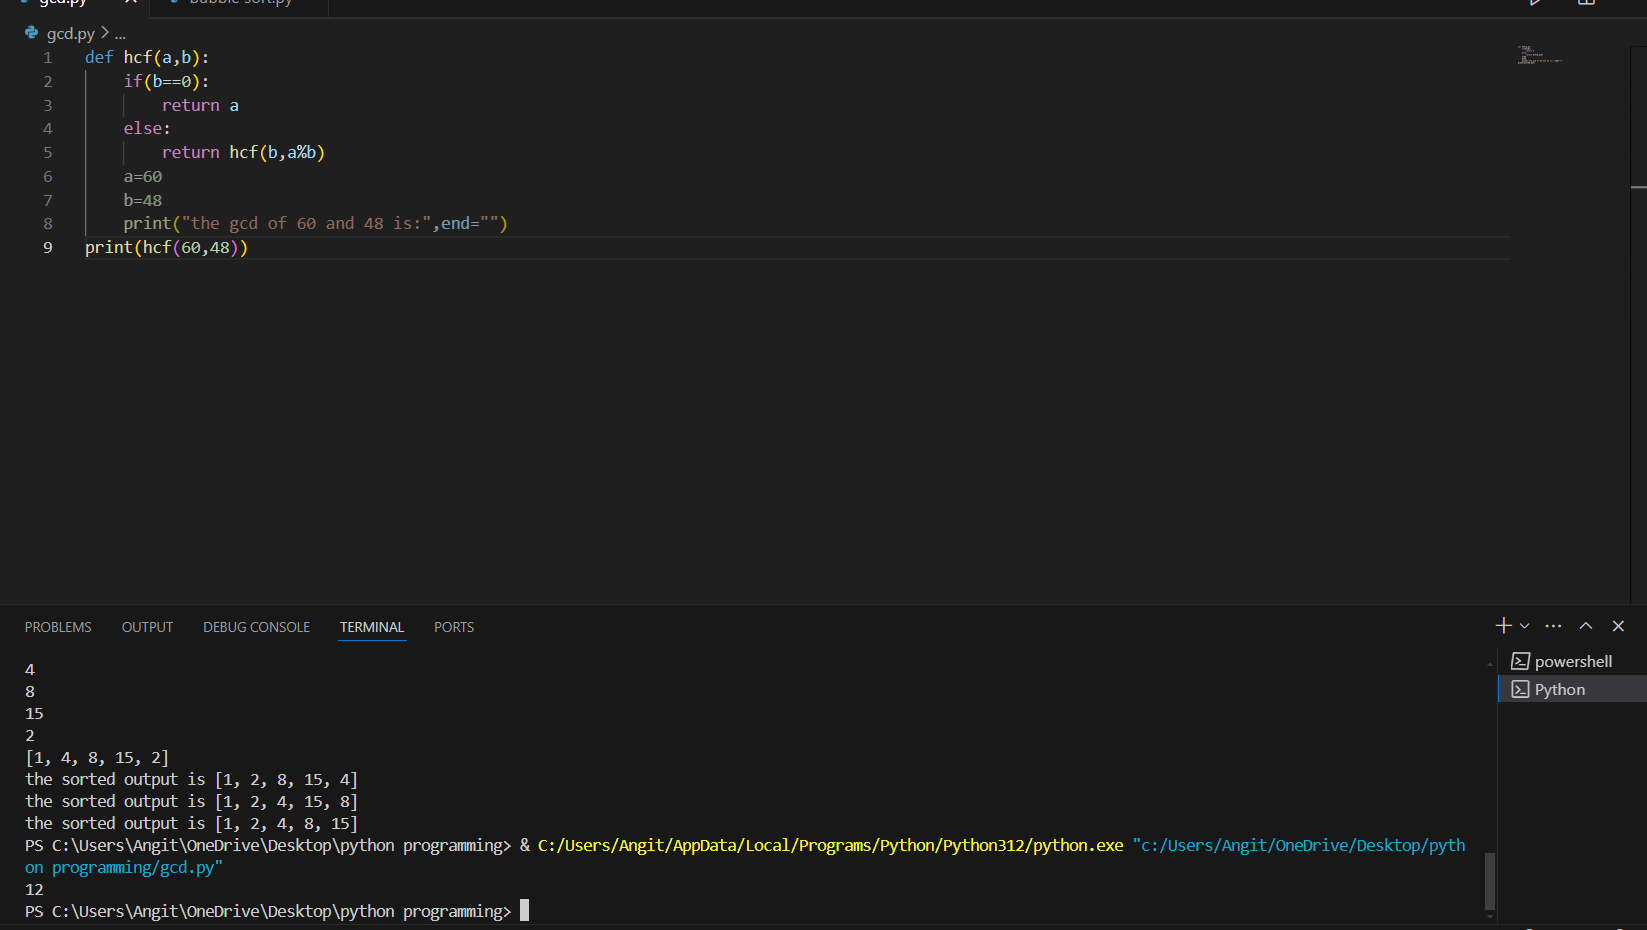 gcd.py
bubble sort.py
gcd.py > ...
1 def hcf(a,b):
2 if(b==0):
3 return a
4 else:
5 return hcf(b,a%b)
6 a=60
7 b=48
8 print("the gcd of 60 and 48 is:",end="")
9 print(hcf(60,48))
PROBLEMS OUTPUT DEBUG CONSOLE TERMINAL PORTS
4
8
15
2
[1, 4, 8, 15, 2]
the sorted output is [1, 2, 8, 15, 4]
the sorted output is [1, 2, 4, 15, 8]
the sorted output is [1, 2, 4, 8, 15]
PS C:\Users\Angit\OneDrive\Desktop\python programming> & C:/Users/Angit/AppData/Local/Programs/Python/Python312/python.exe "c:/Users/Angit/OneDrive/Desktop/pyth
on programming/gcd.py"
12
PS C:\Users\Angit\OneDrive\Desktop\python programming>
powershell
Python